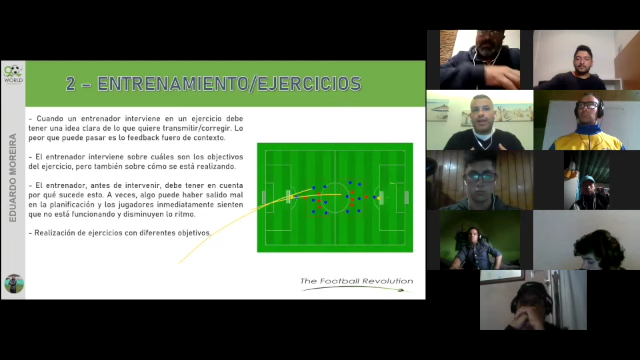 WORLD
EDUARDO MOREIRA
2 – ENTRENAMIENTO/EJERCICIOS
- Cuando un entrenador interviene en un ejercicio debe
tener una idea clara de lo que quiere transmitir/corregir. Lo
peor que puede pasar es lo feedback fuero de contexto.
- El entrenador interviene sobre cuáles son los objectivos
del ejercicio, pero también sobre cómo se está realizando.
- El entrenador, antes de intervenir, debe tener en cuenta
por qué sucede esto. A veces, algo puede haber salido mal
en la planificación y los jugadores inmediatamente sienten
que no está funcionando y disminuyen lo ritmo.
- Realización de ejercicios con diferentes objetivos.
The Football Revolution